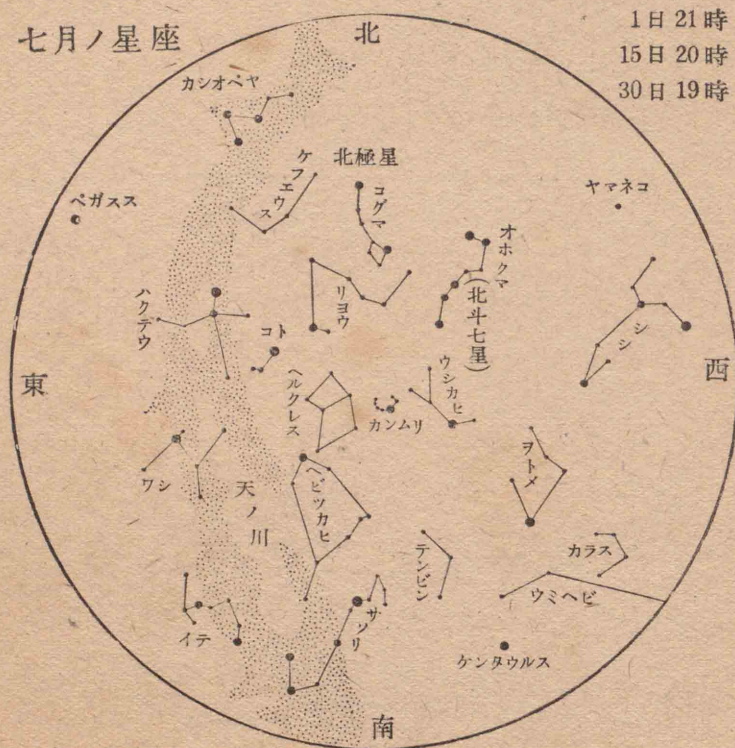 七月ノ星座
1日 21時
15日 20時
30日 19時
北
カシオペヤ
ケフエウス
北極星
コグマ
ヤマネコ
ペガスス
オホクマ
(北斗七星)
ハクテウ
リヨウ
コト
シシ
東
西
ヘルクレス
カンムリ
ウシカヒ
ヲトメ
ワシ
天ノ川
ヘビツカヒ
テンビン
カラス
ウミヘビ
イテ
サソリ
ケンタウルス
南